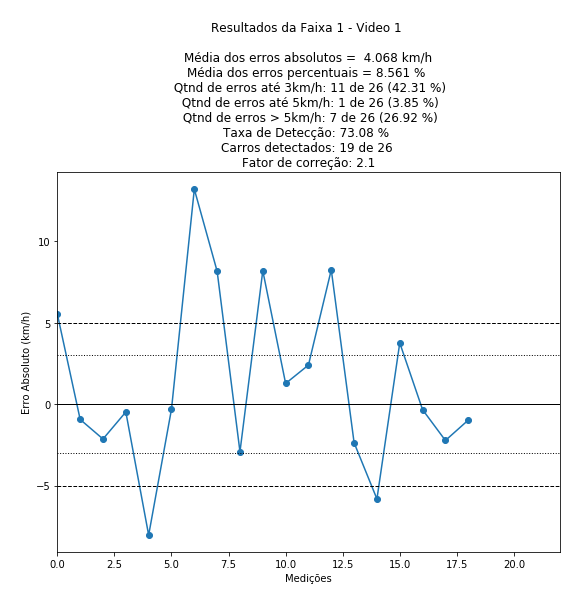 Resultados da Faixa 1 - Video 1
Média dos erros absolutos =  4.068 km/h
Média dos erros percentuais = 8.561 %
Qtnd de erros até 3km/h: 11 de 26 (42.31 %)
Qtnd de erros até 5km/h: 1 de 26 (3.85 %)
Qtnd de erros > 5km/h: 7 de 26 (26.92 %)
Taxa de Detecção: 73.08 %
Carros detectados: 19 de 26
Fator de correção: 2.1
Erro Absoluto (km/h)
10
5
0
−5
0.0 2.5 5.0 7.5 10.0 12.5 15.0 17.5 20.0
Medições